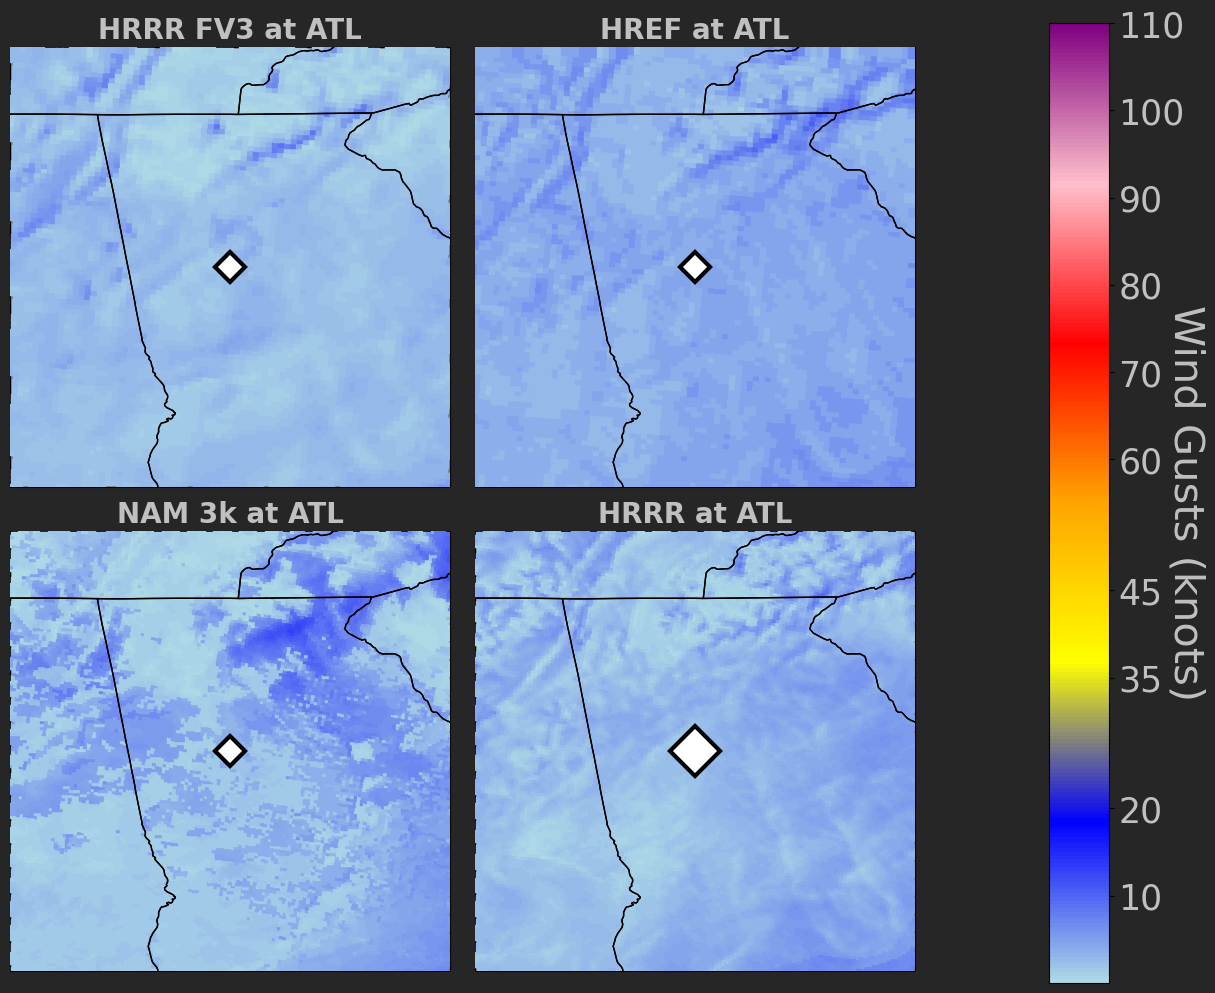 HRRR FV3 at ATL
HREF at ATL
NAM 3k at ATL
HRRR at ATL
110
100
90
80
70
60
45
35
20
10
Wind Gusts (knots)